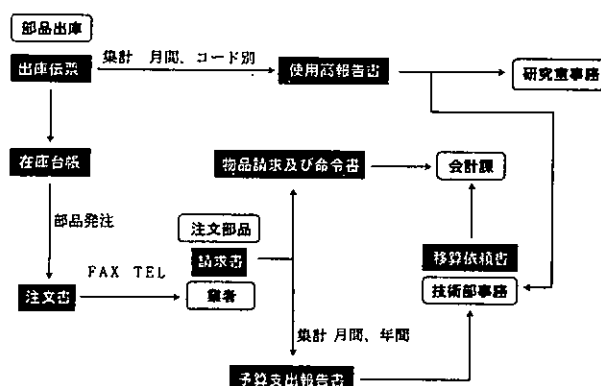 部品出庫
出庫伝票
集計 月間、コード別
使用高報告書
研究室事務
在庫台帳
物品請求及び命令書
会計課
部品発注
注文部品
請求書
移算依頼書
注文書
FAX TEL
業者
技術部事務
集計 月間、年間
予算支出報告書